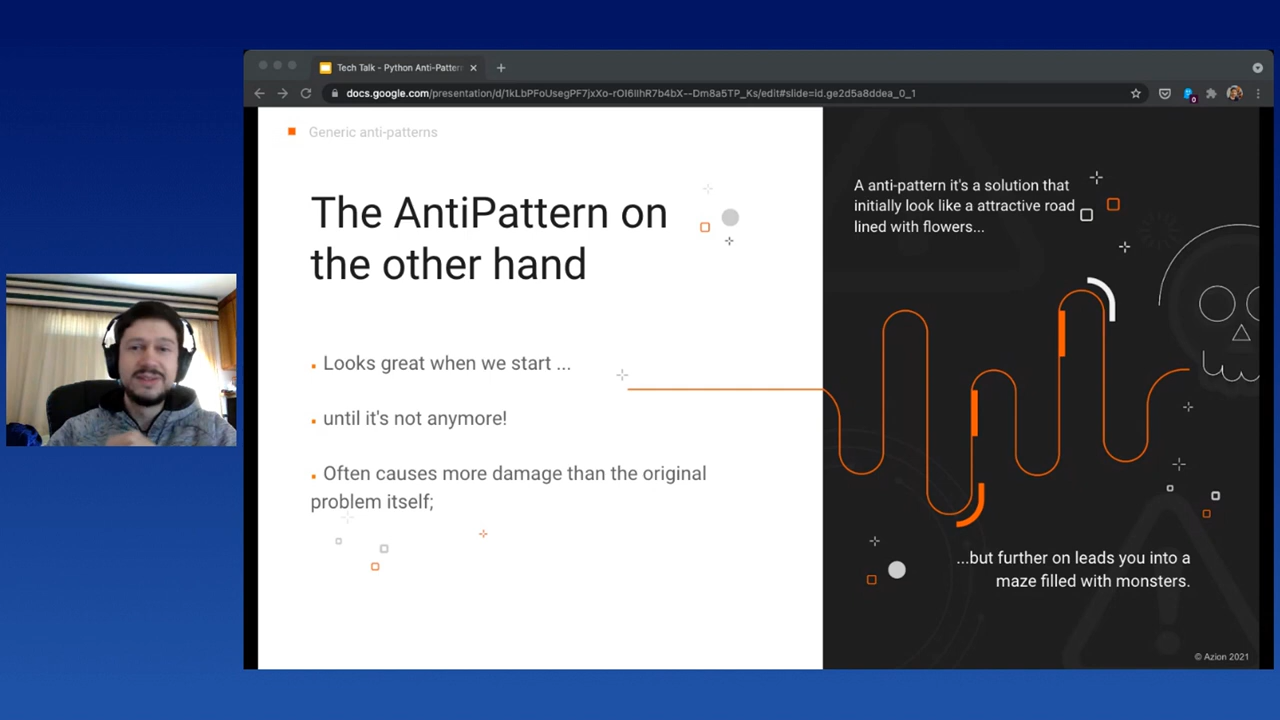 Tech Talk - Python Anti-Pattern
docs.google.com/presentation/d/1kLbPFoUsegPF7jxXo-rOI6IIhR7b4bX--Dm8a5TP_Ks/edit#slide=id.ge2d5a8ddea_0_1
Generic anti-patterns
The AntiPattern on
the other hand
Looks great when we start ...
until it's not anymore!
Often causes more damage than the original
problem itself;
A anti-pattern it's a solution that
initially look like a attractive road
lined with flowers...
...but further on leads you into a
maze filled with monsters.
© Azion 2021